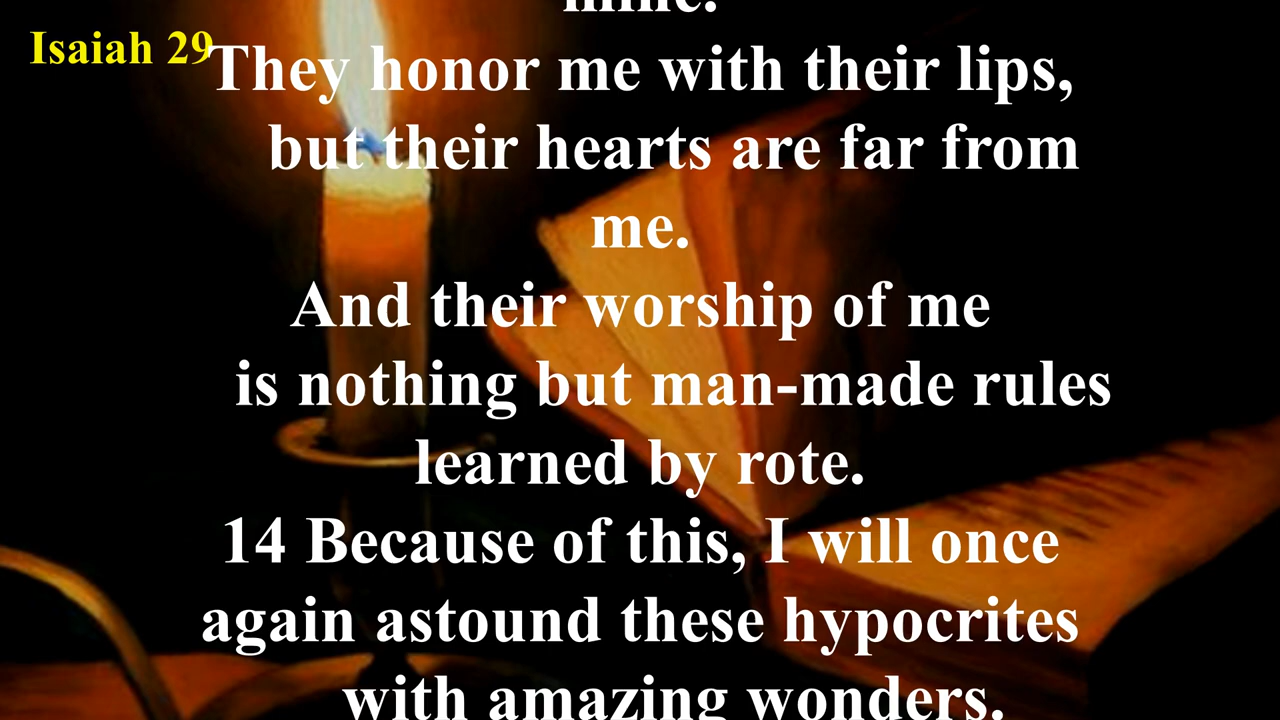 mine.
Isaiah 29
They honor me with their lips,
but their hearts are far from
me.
And their worship of me
is nothing but man-made rules
learned by rote.
14 Because of this, I will once
again astound these hypocrites
with amazing wonders.